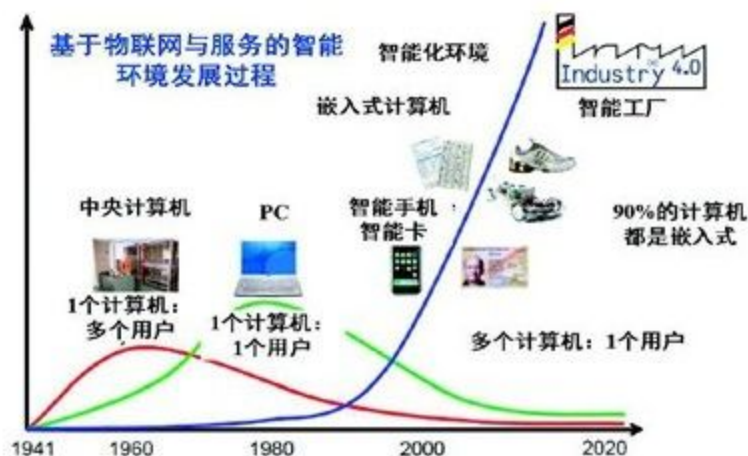 基于物联网与服务的智能
环境发展过程
智能化环境
Industry 4.0
智能工厂
嵌入式计算机
中央计算机
PC
智能手机
智能卡
90%的计算机
都是嵌入式
1个计算机:
多个用户
1个计算机:
1个用户
多个计算机: 1个用户
1941 1960 1980 2000 2020